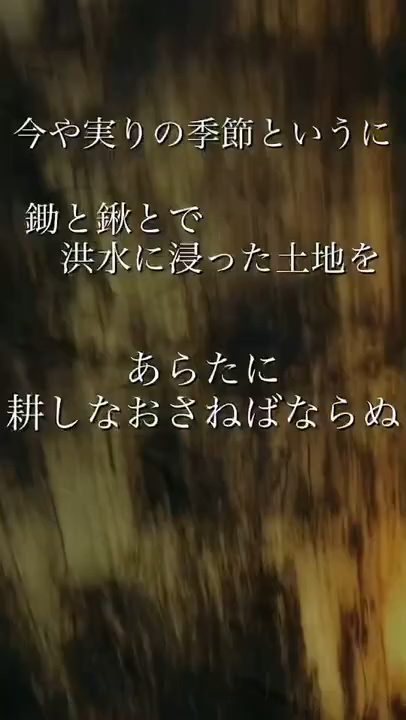 今や実りの季節というに
鋤と鍬とで
洪水に浸った土地を
あらたに
耕しなおさねばならぬ